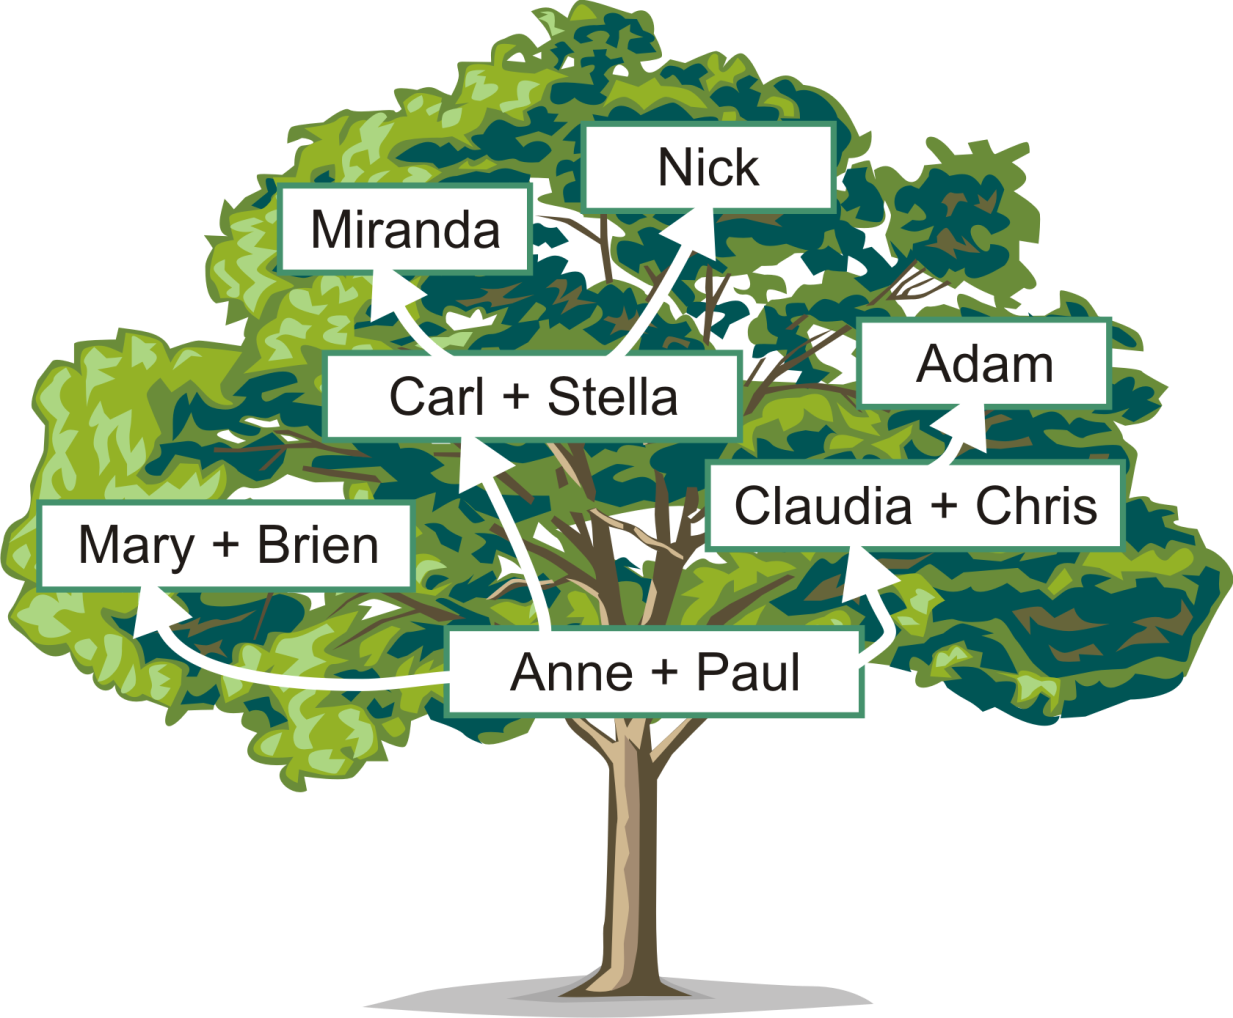 Nick
Miranda
Adam
Carl + Stella
Claudia + Chris
Mary + Brien
Anne + Paul